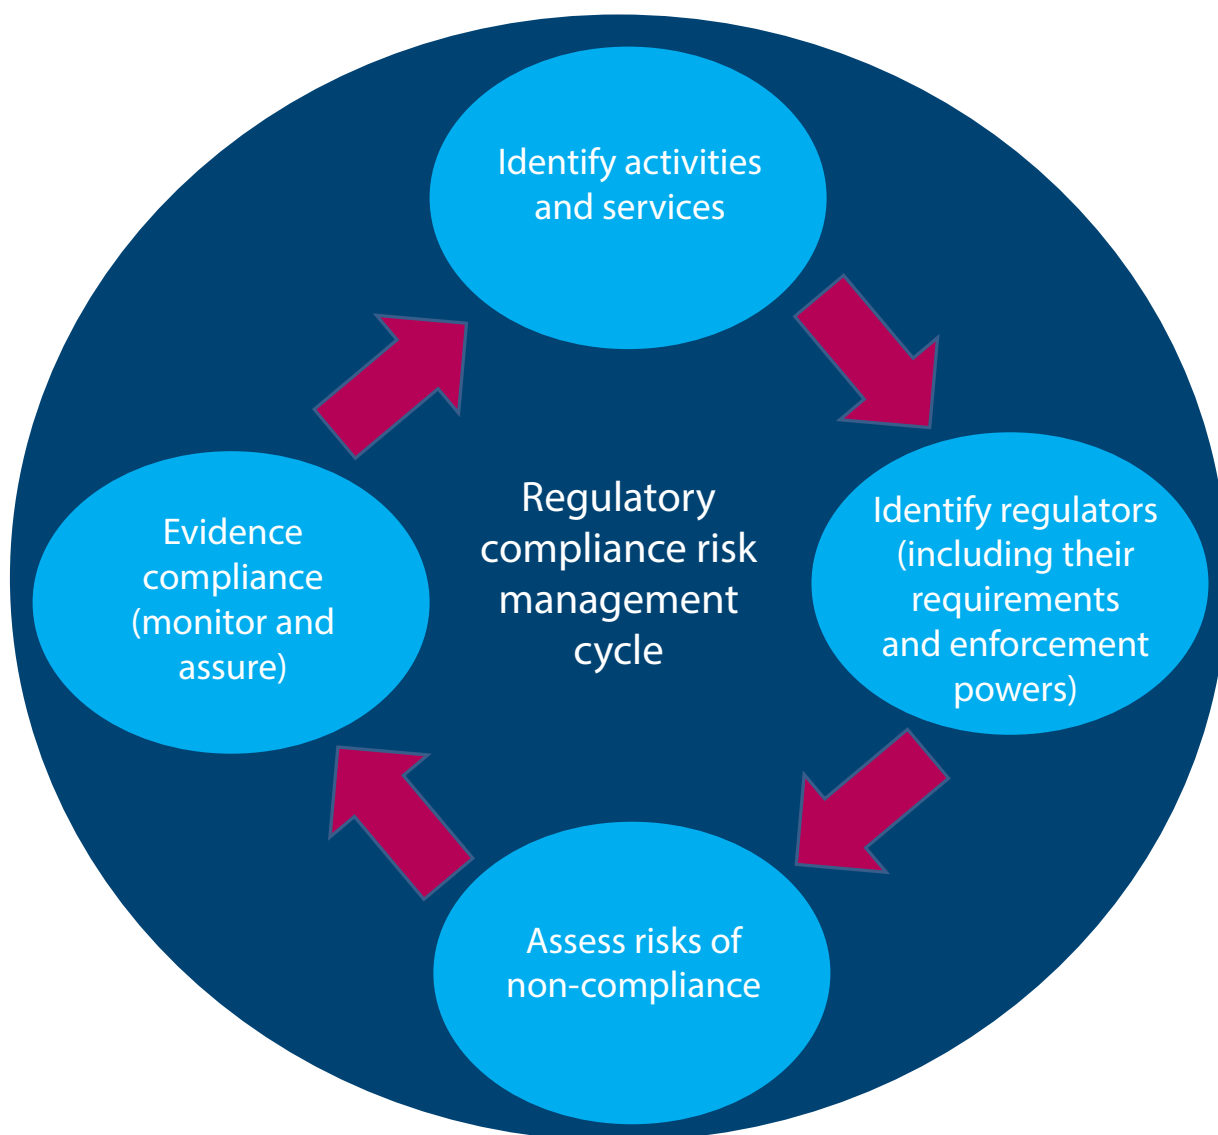 Identify activities
and services
Regulatory
compliance risk
management
cycle
Identify regulators
(including their
requirements
and enforcement
powers)
Assess risks of
non-compliance
Evidence
compliance
(monitor and
assure)